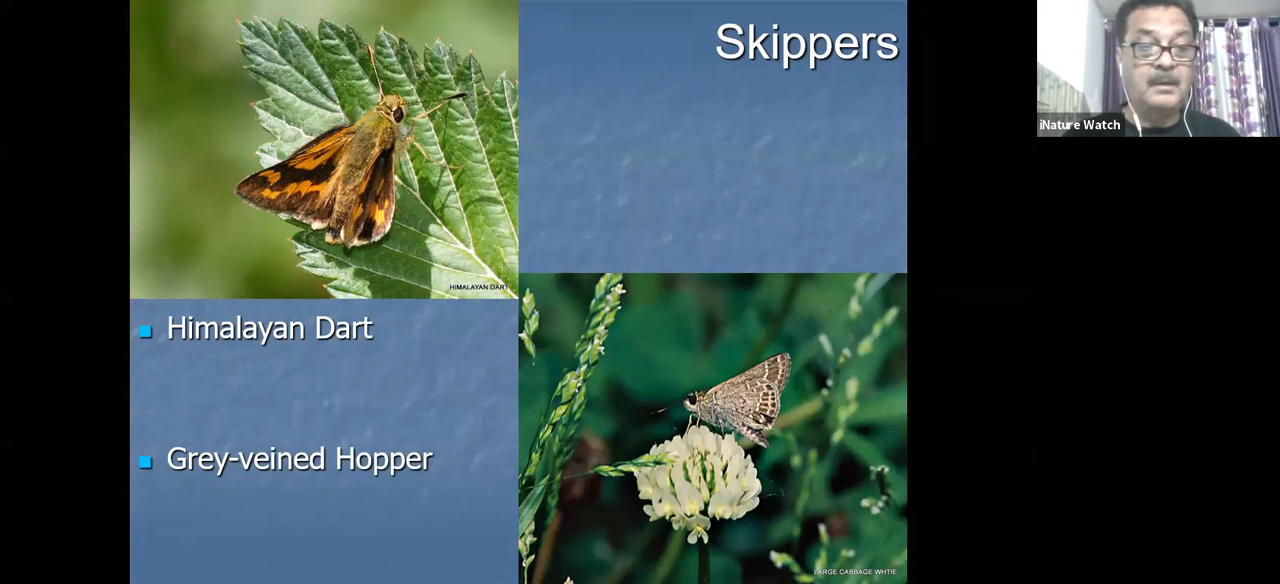 Skippers
iNature Watch
HIMALAYAN DART
Himalayan Dart
Grey-veined Hopper
LARGE CABBAGE WHTIE